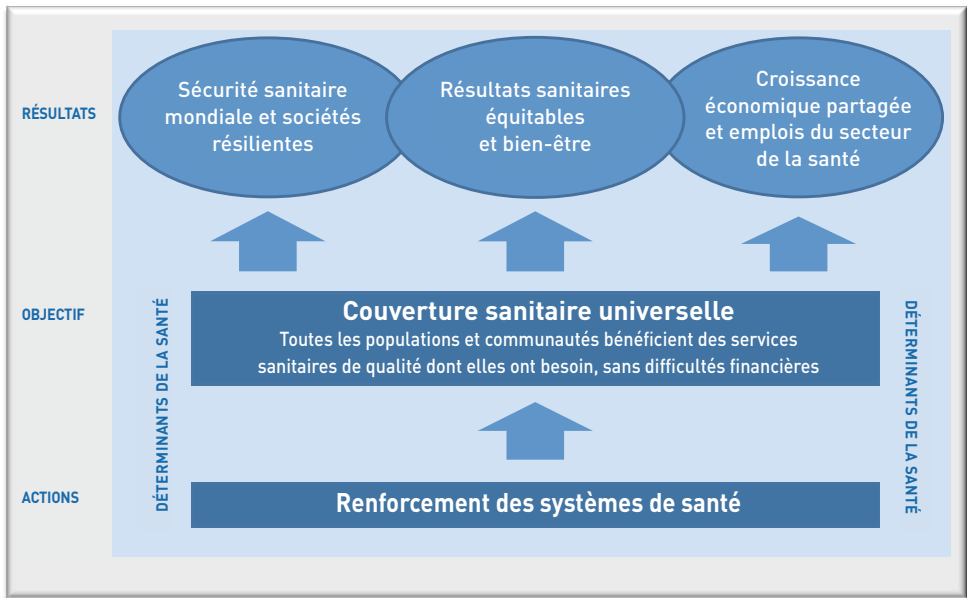 RÉSULTATS
Sécurité sanitaire
mondiale et sociétés
résilientes
Résultats sanitaires
équitables
et bien-être
Croissance
économique partagée
et emplois du secteur
de la santé
OBJECTIF
DÉTERMINANTS DE LA SANTÉ
Couverture sanitaire universelle
Toutes les populations et communautés bénéficient des services
sanitaires de qualité dont elles ont besoin, sans difficultés financières
DÉTERMINANTS DE LA SANTÉ
ACTIONS
Renforcement des systèmes de santé